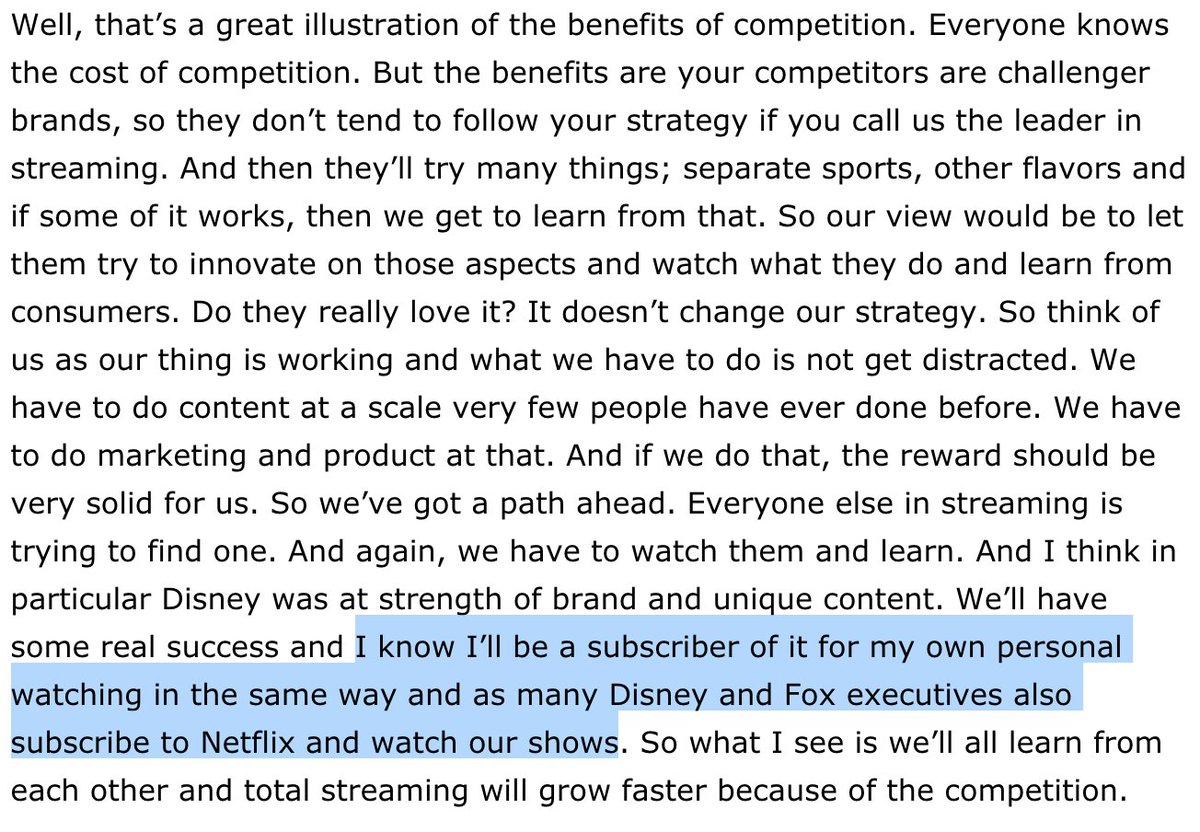 Well, that’s a great illustration of the benefits of competition. Everyone knows
the cost of competition. But the benefits are your competitors are challenger
brands, so they don’t tend to follow your strategy if you call us the leader in
streaming. And then they’ll try many things; separate sports, other flavors and
if some of it works, then we get to learn from that. So our view would be to let
them try to innovate on those aspects and watch what they do and learn from
consumers. Do they really love it? It doesn’t change our strategy. So think of
us as our thing is working and what we have to do is not get distracted. We
have to do content at a scale very few people have ever done before. We have
to do marketing and product at that. And if we do that, the reward should be
very solid for us. So we’ve got a path ahead. Everyone else in streaming is
trying to find one. And again, we have to watch them and learn. And I think in
particular Disney was at strength of brand and unique content. We’ll have
some real success and I know I’ll be a subscriber of it for my own personal
watching in the same way and as many Disney and Fox executives also
subscribe to Netflix and watch our shows. So what I see is we’ll all learn from
each other and total streaming will grow faster because of the competition.